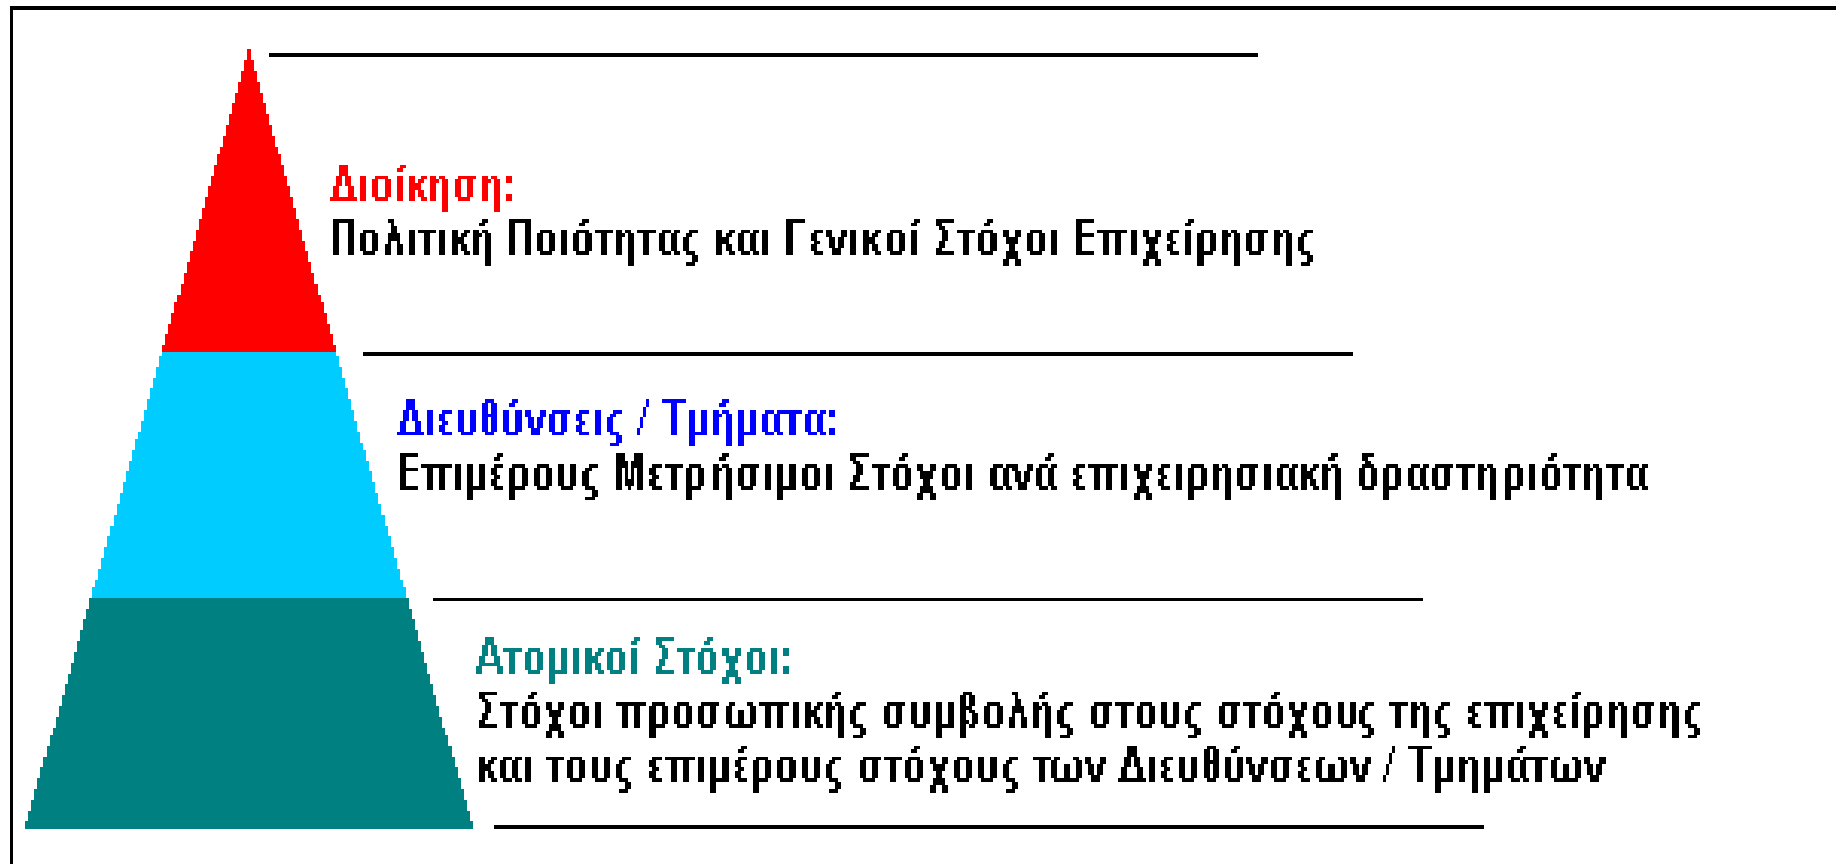 Διοίκηση:
Πολιτική Ποιότητας και Γενικοί Στόχοι Επιχείρησης
Διευθύνσεις / Τμήματα:
Επιμέρους Μετρήσιμοι Στόχοι ανά επιχειρησιακή δραστηριότητα
Ατομικοί Στόχοι:
Στόχοι προσωπικής συμβολής στους στόχους της επιχείρησης
και τους επιμέρους στόχους των Διευθύνσεων / Τμημάτων